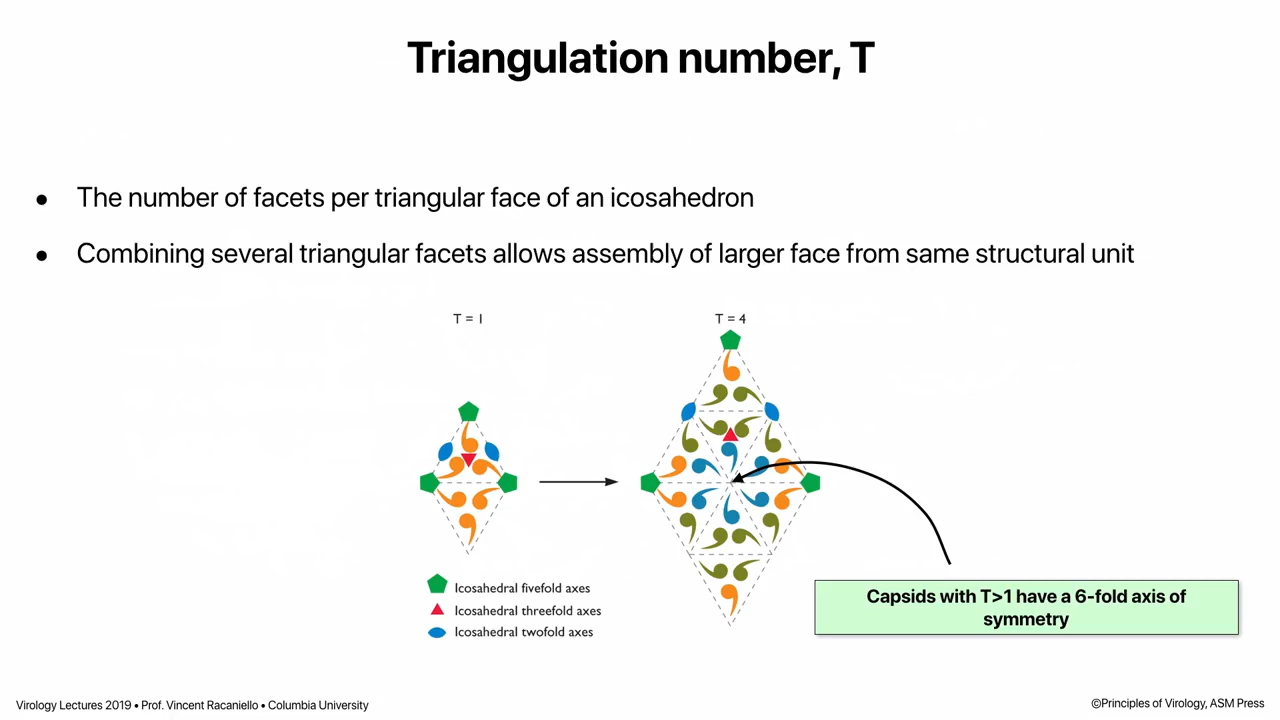 Triangulation number, T
• The number of facets per triangular face of an icosahedron
• Combining several triangular facets allows assembly of larger face from same structural unit
T = 1
T = 4
Icosahedral fivefold axes
Icosahedral threefold axes
Icosahedral twofold axes
Capsids with T>1 have a 6-fold axis of
symmetry
Virology Lectures 2019 • Prof. Vincent Racaniello • Columbia University
©Principles of Virology, ASM Press